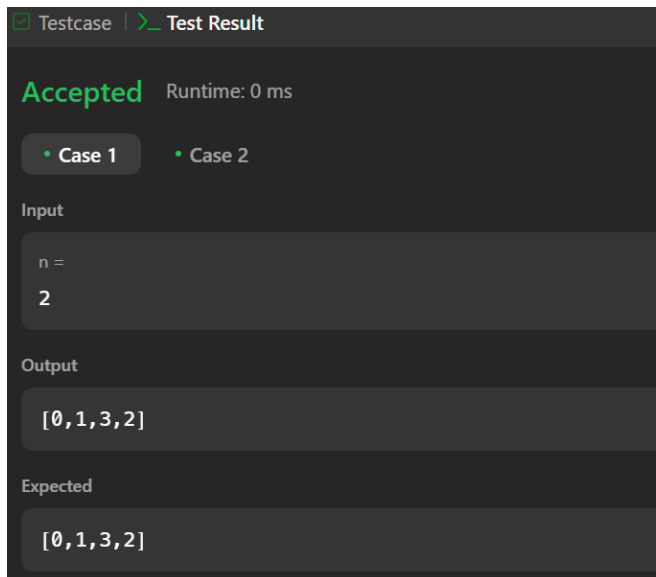 Testcase | >_ Test Result
Accepted Runtime: 0 ms
• Case 1 • Case 2
Input
n =
2
Output
[0,1,3,2]
Expected
[0,1,3,2]